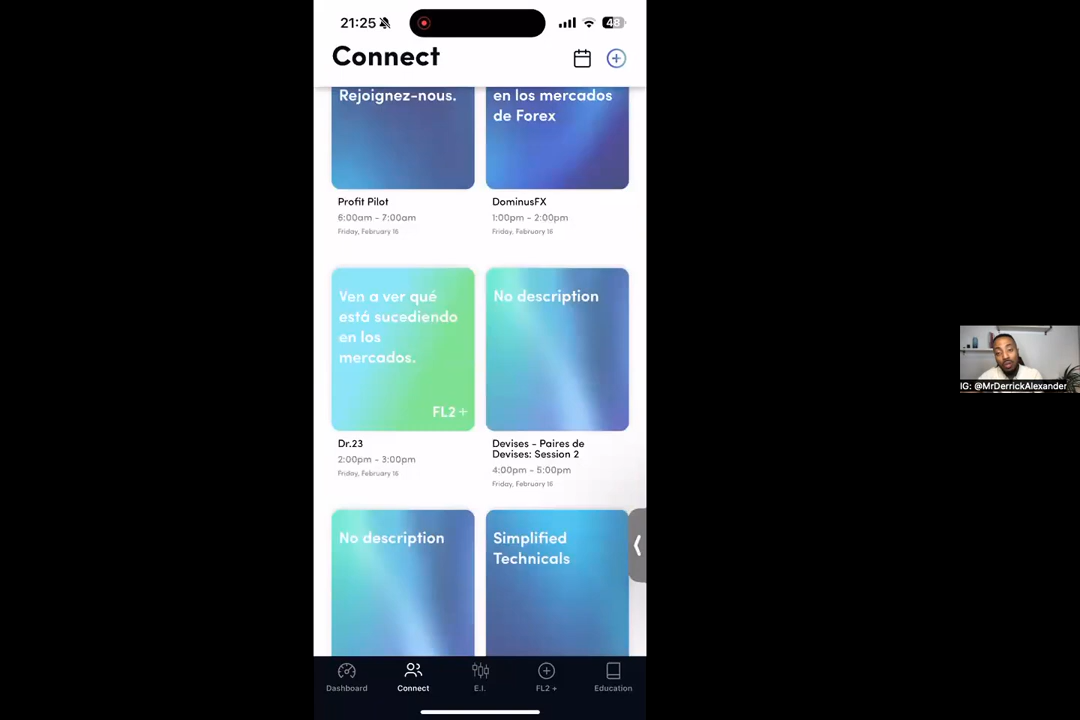 21:25
48
Connect
Rejoignez-nous.
en los mercados
de Forex
Profit Pilot
6:00am - 7:00am
Friday, February 16
DominusFX
1:00pm - 2:00pm
Friday, February 16
Ven a ver qué
está sucediendo
en los
mercados.
FL2+
Dr.23
2:00pm - 3:00pm
Friday, February 16
No description
Devises - Paires de
Devises: Session 2
4:00pm - 5:00pm
Friday, February 16
No description
Simplified
Technicals
Dashboard
Connect
E.I.
FL2 +
Education
IG: @MrDerrickAlexander